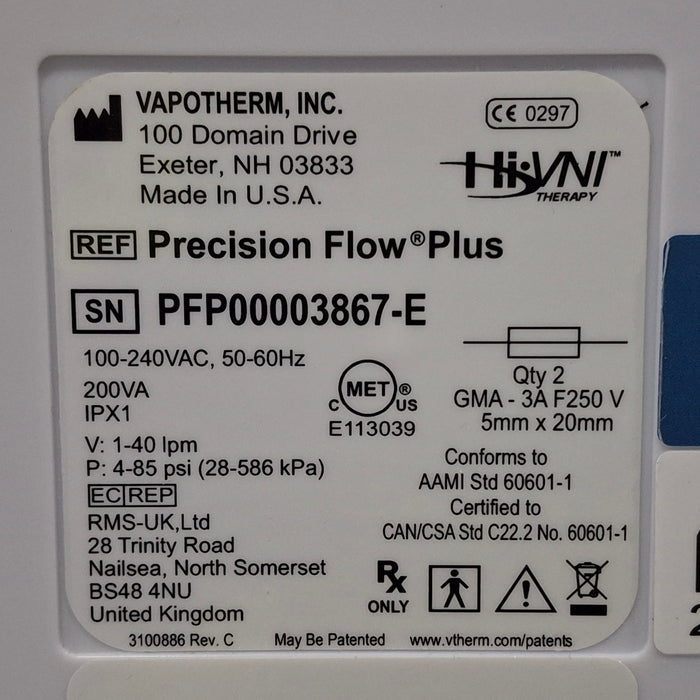 VAPOTHERM, INC.
100 Domain Drive
Exeter, NH 03833
Made In U.S.A.
CE 0297
Hi-VNI™
THERAPY
REF Precision Flow® Plus
SN PFP00003867-E
100-240VAC, 50-60Hz
200VA
IPX1
V: 1-40 lpm
P: 4-85 psi (28-586 kPa)
C MET® US
E113039
Qty 2
GMA - 3A F250 V
5mm x 20mm
Conforms to
AAMI Std 60601-1
Certified to
CAN/CSA Std C22.2 No. 60601-1
EC REP
RMS-UK,Ltd
28 Trinity Road
Nailsea, North Somerset
BS48 4NU
United Kingdom
Rx
ONLY
3100886 Rev. C May Be Patented www.vtherm.com/patents